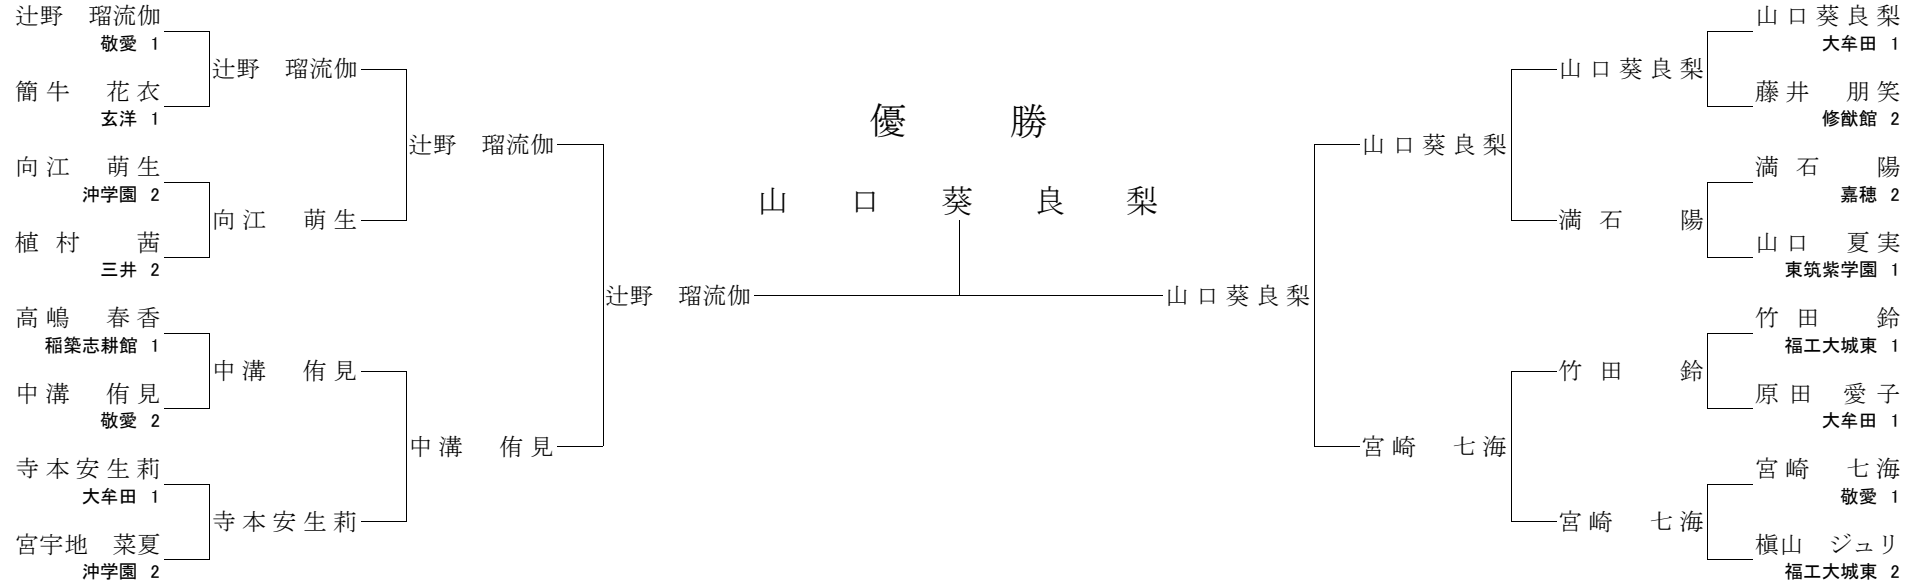 辻野　瑠流伽
敬愛 1
簡牛　花衣
玄洋 1
向江　萌生
沖学園 2
植村　茜
三井 2
高嶋　春香
稲築志耕館 1
中溝　侑見
敬愛 2
寺本安生莉
大牟田 1
宮宇地　菜夏
沖学園 2
辻野　瑠流伽
向江　萌生
中溝　侑見
寺本安生莉
辻野　瑠流伽
中溝　侑見
辻野　瑠流伽
優　勝
山口葵良梨
山口葵良梨
山口葵良梨
宮崎　七海
山口葵良梨
満石　陽
竹田　鈴
宮崎　七海
山口葵良梨
大牟田 1
藤井　朋笑
修猷館 2
満石　陽
嘉穂 2
山口　夏実
東筑紫学園 1
竹田　鈴
福工大城東 1
原田　愛子
大牟田 1
宮崎　七海
敬愛 1
槇山　ジュリ
福工大城東 2